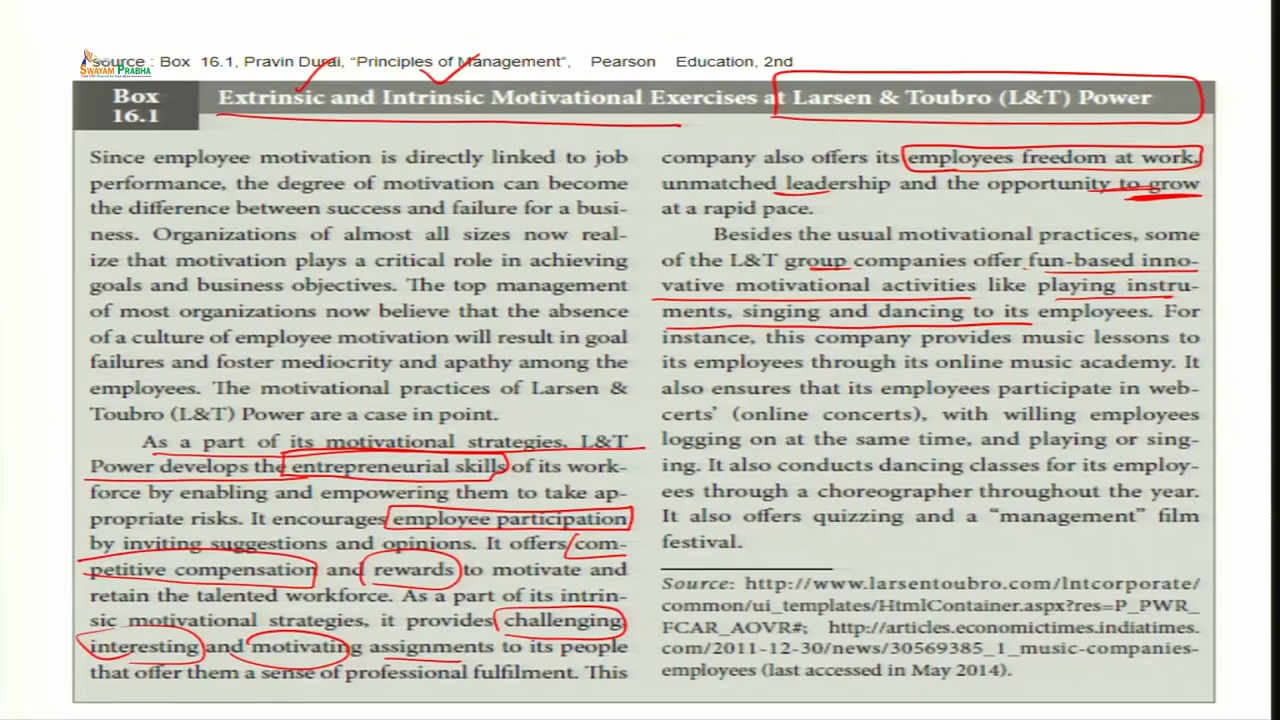 source : Box 16.1, Pravin Durai, “Principles of Management”, Pearson Education, 2nd
SWAYAM PRABHA
Box
16.1
Extrinsic and Intrinsic Motivational Exercises at Larsen & Toubro (L&T) Power
Since employee motivation is directly linked to job
performance, the degree of motivation can become
the difference between success and failure for a busi-
ness. Organizations of almost all sizes now real-
ize that motivation plays a critical role in achieving
goals and business objectives. The top management
of most organizations now believe that the absence
of a culture of employee motivation will result in goal
failures and foster mediocrity and apathy among the
employees. The motivational practices of Larsen &
Toubro (L&T) Power are a case in point.
As a part of its motivational strategies, L&T
Power develops the entrepreneurial skills of its work-
force by enabling and empowering them to take ap-
propriate risks. It encourages employee participation
by inviting suggestions and opinions. It offers com-
petitive compensation and rewards to motivate and
retain the talented workforce. As a part of its intrin-
sic motivational strategies, it provides challenging,
interesting and motivating assignments to its people
that offer them a sense of professional fulfilment. This
company also offers its employees freedom at work,
unmatched leadership and the opportunity to grow
at a rapid pace.
Besides the usual motivational practices, some
of the L&T group companies offer fun-based inno-
vative motivational activities like playing instru-
ments, singing and dancing to its employees. For
instance, this company provides music lessons to
its employees through its online music academy. It
also ensures that its employees participate in web-
certs’ (online concerts), with willing employees
logging on at the same time, and playing or sing-
ing. It also conducts dancing classes for its employ-
ees through a choreographer throughout the year.
It also offers quizzing and a “management” film
festival.
Source: http://www.larsentoubro.com/lntcorporate/
common/ui_templates/HtmlContainer.aspx?res=P_PWR_
FCAR_AOVR#; http://articles.economictimes.indiatimes.
com/2011-12-30/news/30569385_1_music-companies-
employees (last accessed in May 2014).